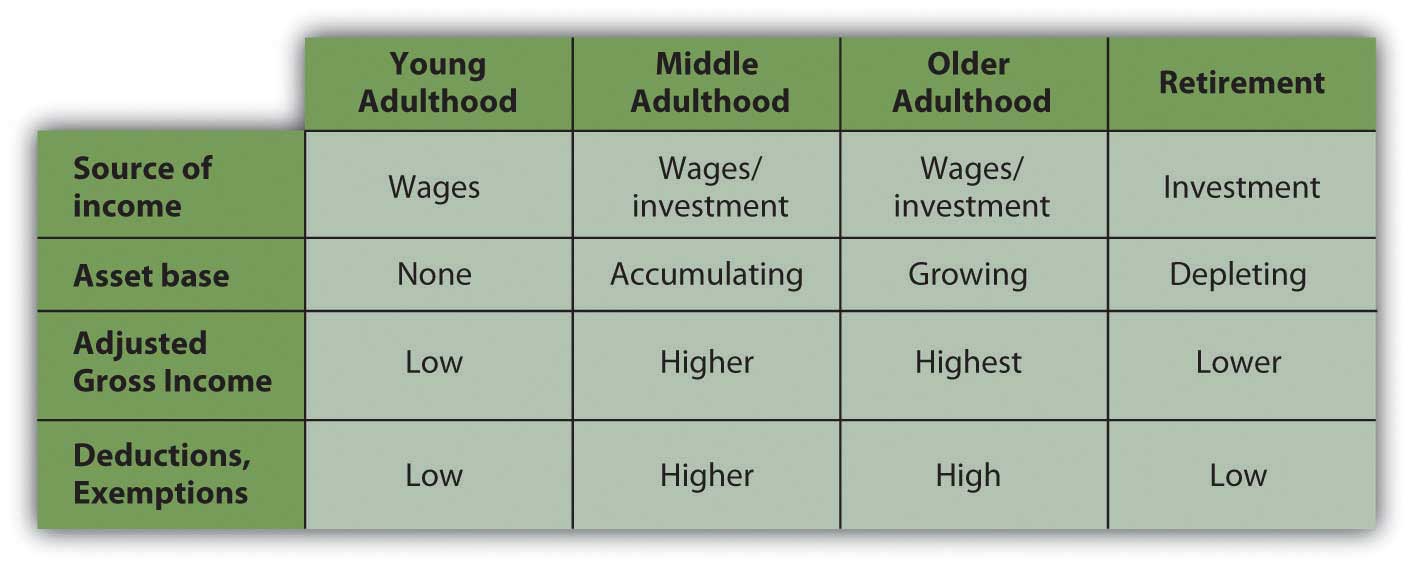 Young
Adulthood
Middle
Adulthood
Older
Adulthood
Retirement
Source of
income
Wages
Wages/
investment
Wages/
investment
Investment
Asset base
None
Accumulating
Growing
Depleting
Adjusted
Gross Income
Low
Higher
Highest
Lower
Deductions,
Exemptions
Low
Higher
High
Low